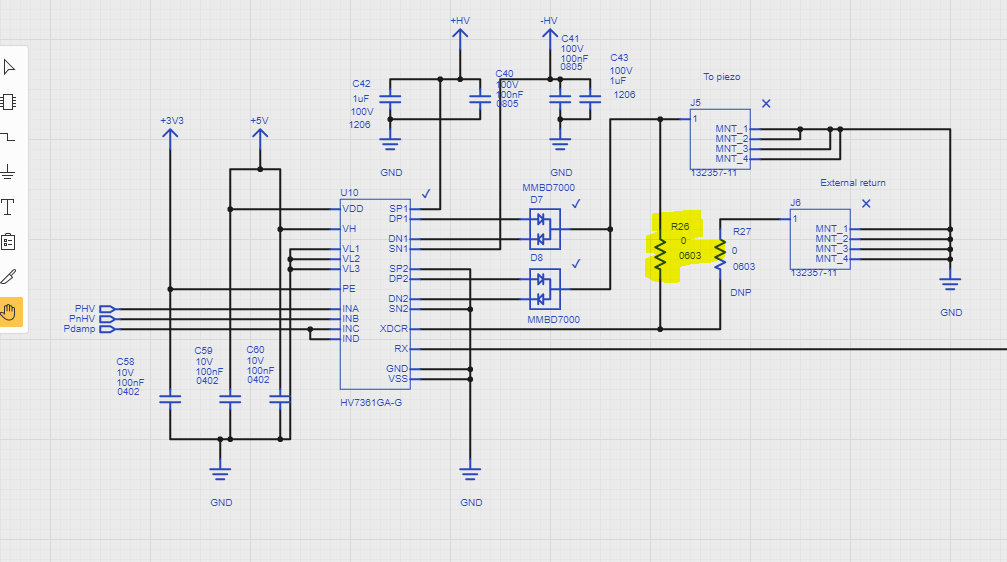 +HV
-HV
C41
100V
100nF
0805
C43
100V
1uF
1206
C42
1uF
100V
1206
C40
100V
100nF
0805
To piezo
J5
1
MNT_1
MNT_2
MNT_3
MNT_4
132357-11
+3V3
+5V
GND
GND
External return
J6
1
MNT_1
MNT_2
MNT_3
MNT_4
132357-11
GND
U10
VDD
VH
VL1
VL2
VL3
PE
INA
INB
INC
IND
SP1
DP1
DN1
SN1
SP2
DP2
DN2
SN2
XDCR
RX
GND
VSS
HV7361GA-G
MMBD7000
D7
D8
MMBD7000
R26
0
0603
R27
0
0603
DNP
PHV
PnHV
Pdamp
C58
10V
100nF
0402
C59
10V
100nF
0402
C60
10V
100nF
0402
GND
GND